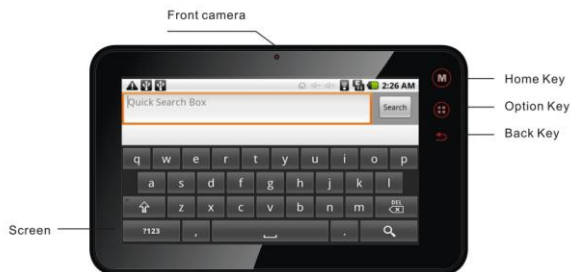 Front camera
M
Home Key
2:26 AM
Quick Search Box
Search
Option Key
Back Key
q w e r t y u i o p
a s d f g h j k l
z x c v b n m DEL
Screen
?123 , .